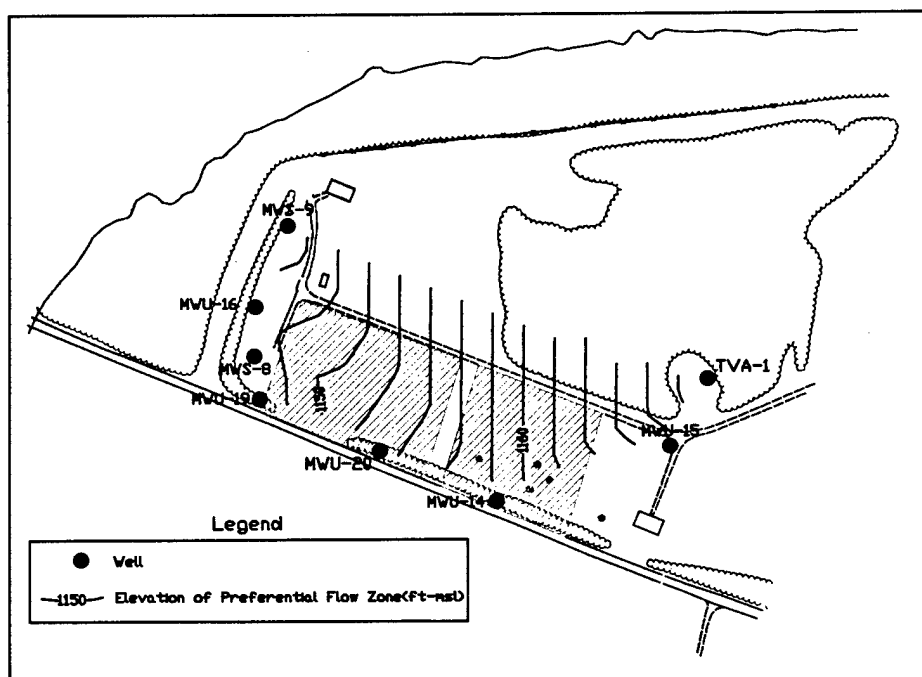 MWS-9
MWU-16
MWS-8
MWU-19
1150
1160
TVA-1
MWU-15
MWU-20
MWU-14
Legend
Well
1150 Elevation of Preferential Flow Zone(ft-msl)